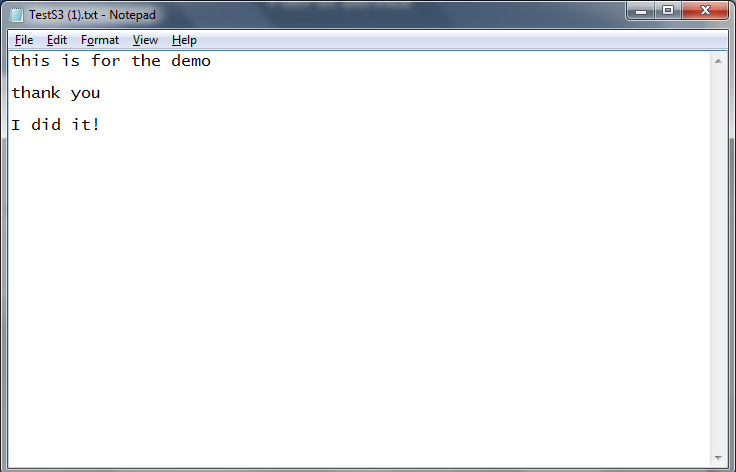 TestS3 (1).txt - Notepad
File Edit Format View Help
this is for the demo
thank you
I did it!